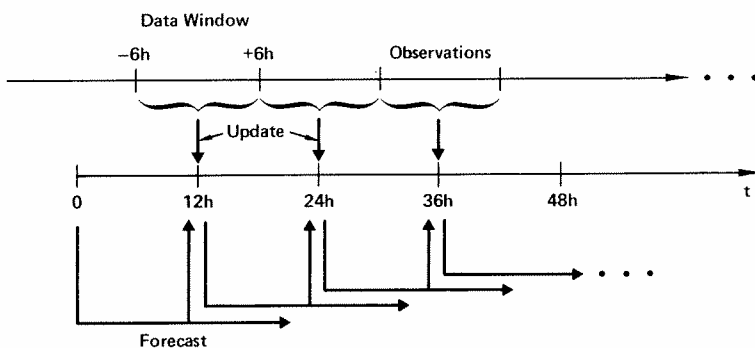 Data Window
−6h +6h Observations
Update
0 12h 24h 36h 48h t
Forecast